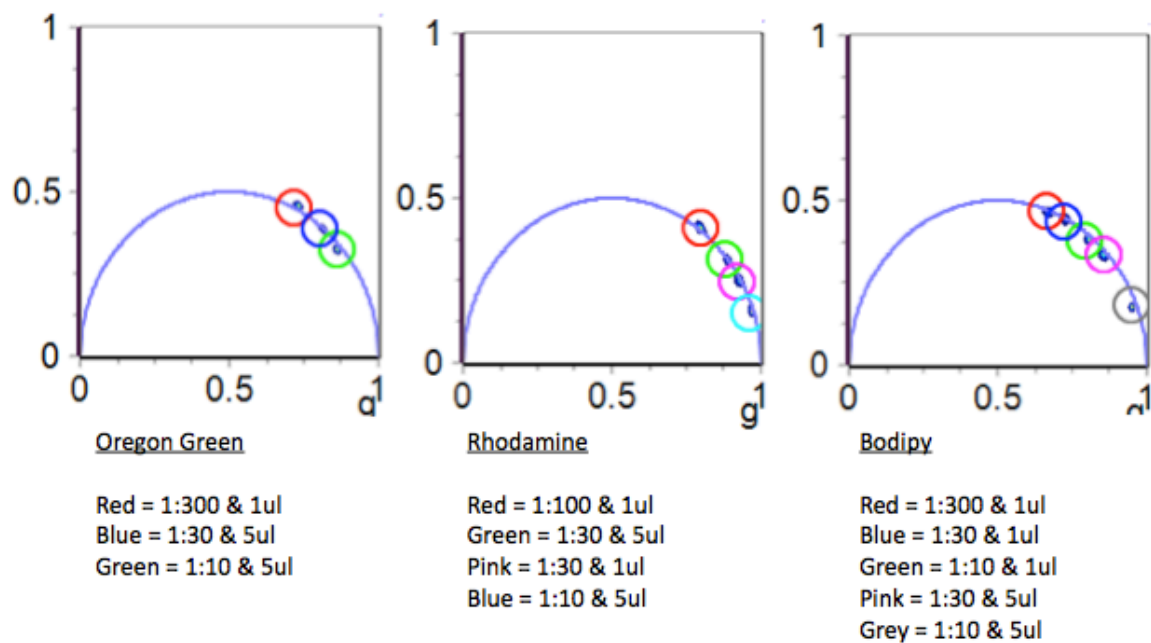 1
0.5
0
0
0.5
1
g
1
0.5
0
0
0.5
1
g
1
0.5
0
0
0.5
1
Oregon Green
Red = 1:300 & 1ul
Blue = 1:30 & 5ul
Green = 1:10 & 5ul
Rhodamine
Red = 1:100 & 1ul
Green = 1:30 & 5ul
Pink = 1:30 & 1ul
Blue = 1:10 & 5ul
Bodipy
Red = 1:300 & 1ul
Blue = 1:30 & 1ul
Green = 1:10 & 1ul
Pink = 1:30 & 5ul
Grey = 1:10 & 5ul